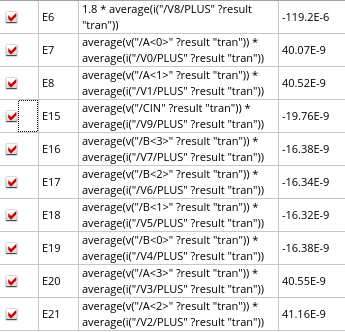 E6
1.8 * average(i("/V8/PLUS" ?result
"tran"))
-119.2E-6
E7
average(v("/A<0>" ?result "tran")) *
average(i("/V0/PLUS" ?result "tran"))
40.07E-9
E8
average(v("/A<1>" ?result "tran")) *
average(i("/V1/PLUS" ?result "tran"))
40.52E-9
E15
average(v("/CIN" ?result "tran")) *
average(i("/V9/PLUS" ?result "tran"))
-19.76E-9
E16
average(v("/B<3>" ?result "tran")) *
average(i("/V7/PLUS" ?result "tran"))
-16.38E-9
E17
average(v("/B<2>" ?result "tran")) *
average(i("/V6/PLUS" ?result "tran"))
-16.34E-9
E18
average(v("/B<1>" ?result "tran")) *
average(i("/V5/PLUS" ?result "tran"))
-16.32E-9
E19
average(v("/B<0>" ?result "tran")) *
average(i("/V4/PLUS" ?result "tran"))
-16.38E-9
E20
average(v("/A<3>" ?result "tran")) *
average(i("/V3/PLUS" ?result "tran"))
40.55E-9
E21
average(v("/A<2>" ?result "tran")) *
average(i("/V2/PLUS" ?result "tran"))
41.16E-9